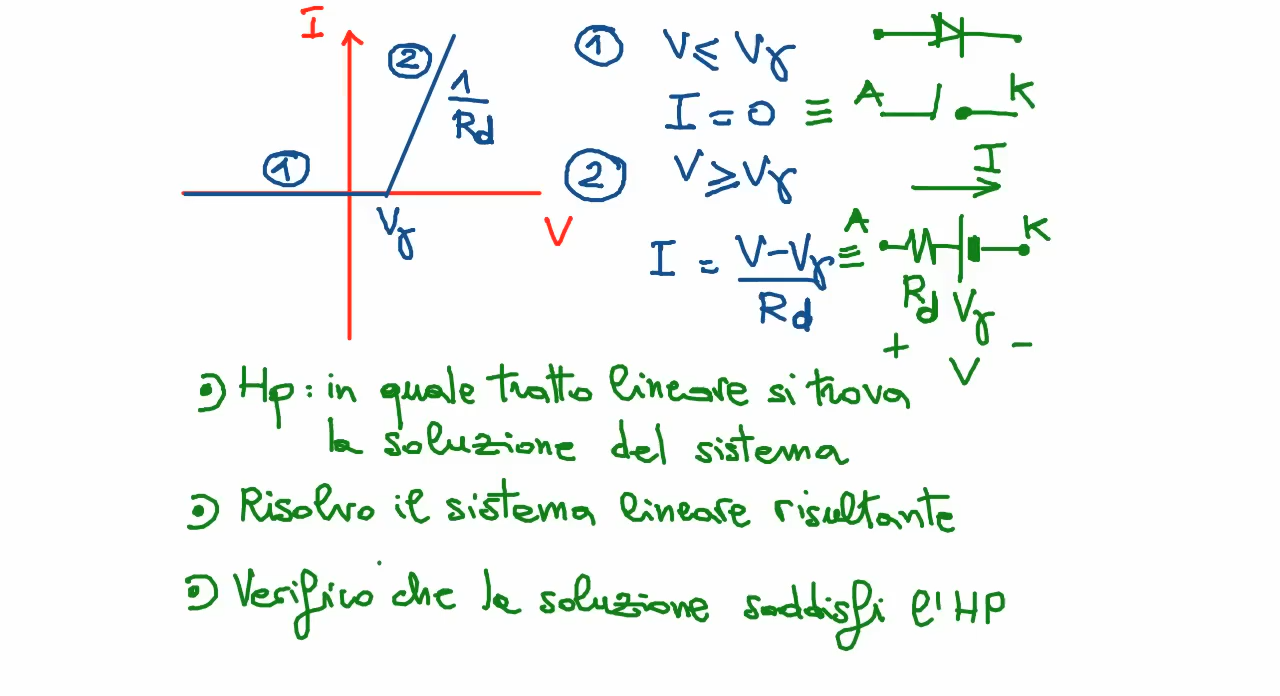 I
②
1/Rd
①
Vγ
V
① V ≤ Vγ
I = 0 ≡ A K
② V ≥ Vγ
I
I = (V-Vγ)/Rd ≡ A K
Rd Vγ
+ V -
•) Hp: in quale tratto lineare si trova
la soluzione del sistema
•) Risolvo il sistema lineare risultante
•) Verifico che la soluzione soddisfi l'HP